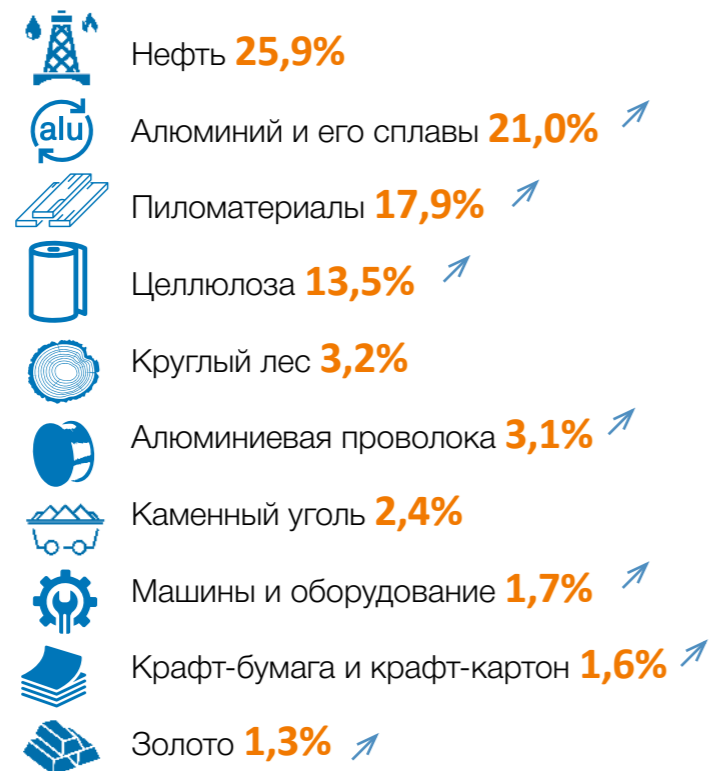 Нефть 25,9%
alu
Алюминий и его сплавы 21,0%
Пиломатериалы 17,9%
Целлюлоза 13,5%
Круглый лес 3,2%
Алюминиевая проволока 3,1%
Каменный уголь 2,4%
Машины и оборудование 1,7%
Крафт-бумага и крафт-картон 1,6%
Золото 1,3%